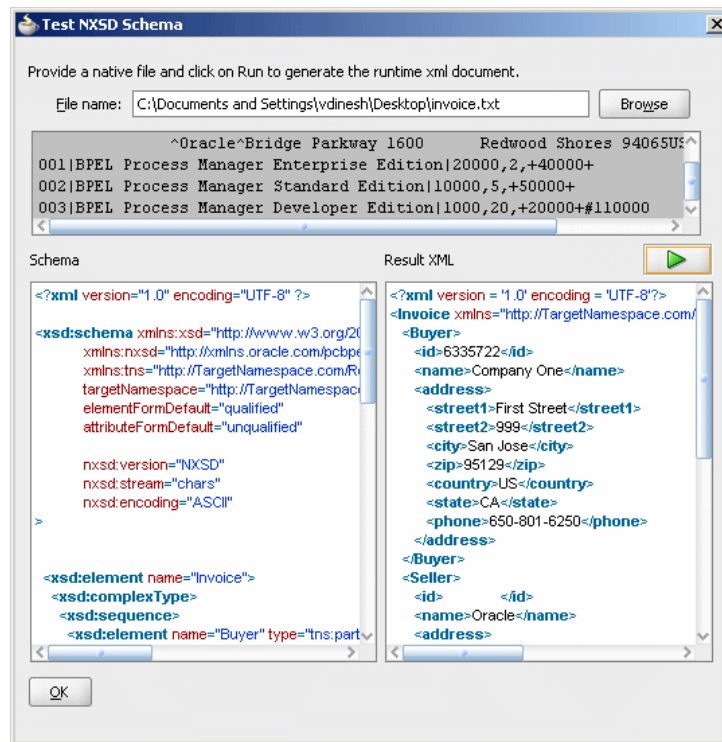 Test NXSD Schema
Provide a native file and click on Run to generate the runtime xml document.
File name: C:\Documents and Settings\vdinesh\Desktop\invoice.txt Browse
^Oracle^Bridge Parkway 1600 Redwood Shores 94065US
001|BPEL Process Manager Enterprise Edition|20000,2,+40000+
002|BPEL Process Manager Standard Edition|10000,5,+50000+
003|BPEL Process Manager Developer Edition|1000,20,+20000+#110000
Schema
<?xml version="1.0" encoding="UTF-8" ?>
<xsd:schema xmlns:xsd="http://www.w3.org/20
xmlns:nxsd="http://xmlns.oracle.com/pcbpe
xmlns:tns="http://TargetNamespace.com/R
targetNamespace="http://TargetNamespace
elementFormDefault="qualified"
attributeFormDefault="unqualified"
nxsd:version="NXSD"
nxsd:stream="chars"
nxsd:encoding="ASCII"
>
<xsd:element name="Invoice">
<xsd:complexType>
<xsd:sequence>
<xsd:element name="Buyer" type="tns:part
Result XML
<?xml version = '1.0' encoding = 'UTF-8'?>
<Invoice xmlns="http://TargetNamespace.com/
<Buyer>
<id>6335722</id>
<name>Company One</name>
<address>
<street1>First Street</street1>
<street2>999</street2>
<city>San Jose</city>
<zip>95129</zip>
<country>US</country>
<state>CA</state>
<phone>650-801-6250</phone>
</address>
</Buyer>
<Seller>
<id> </id>
<name>Oracle</name>
<address>
OK